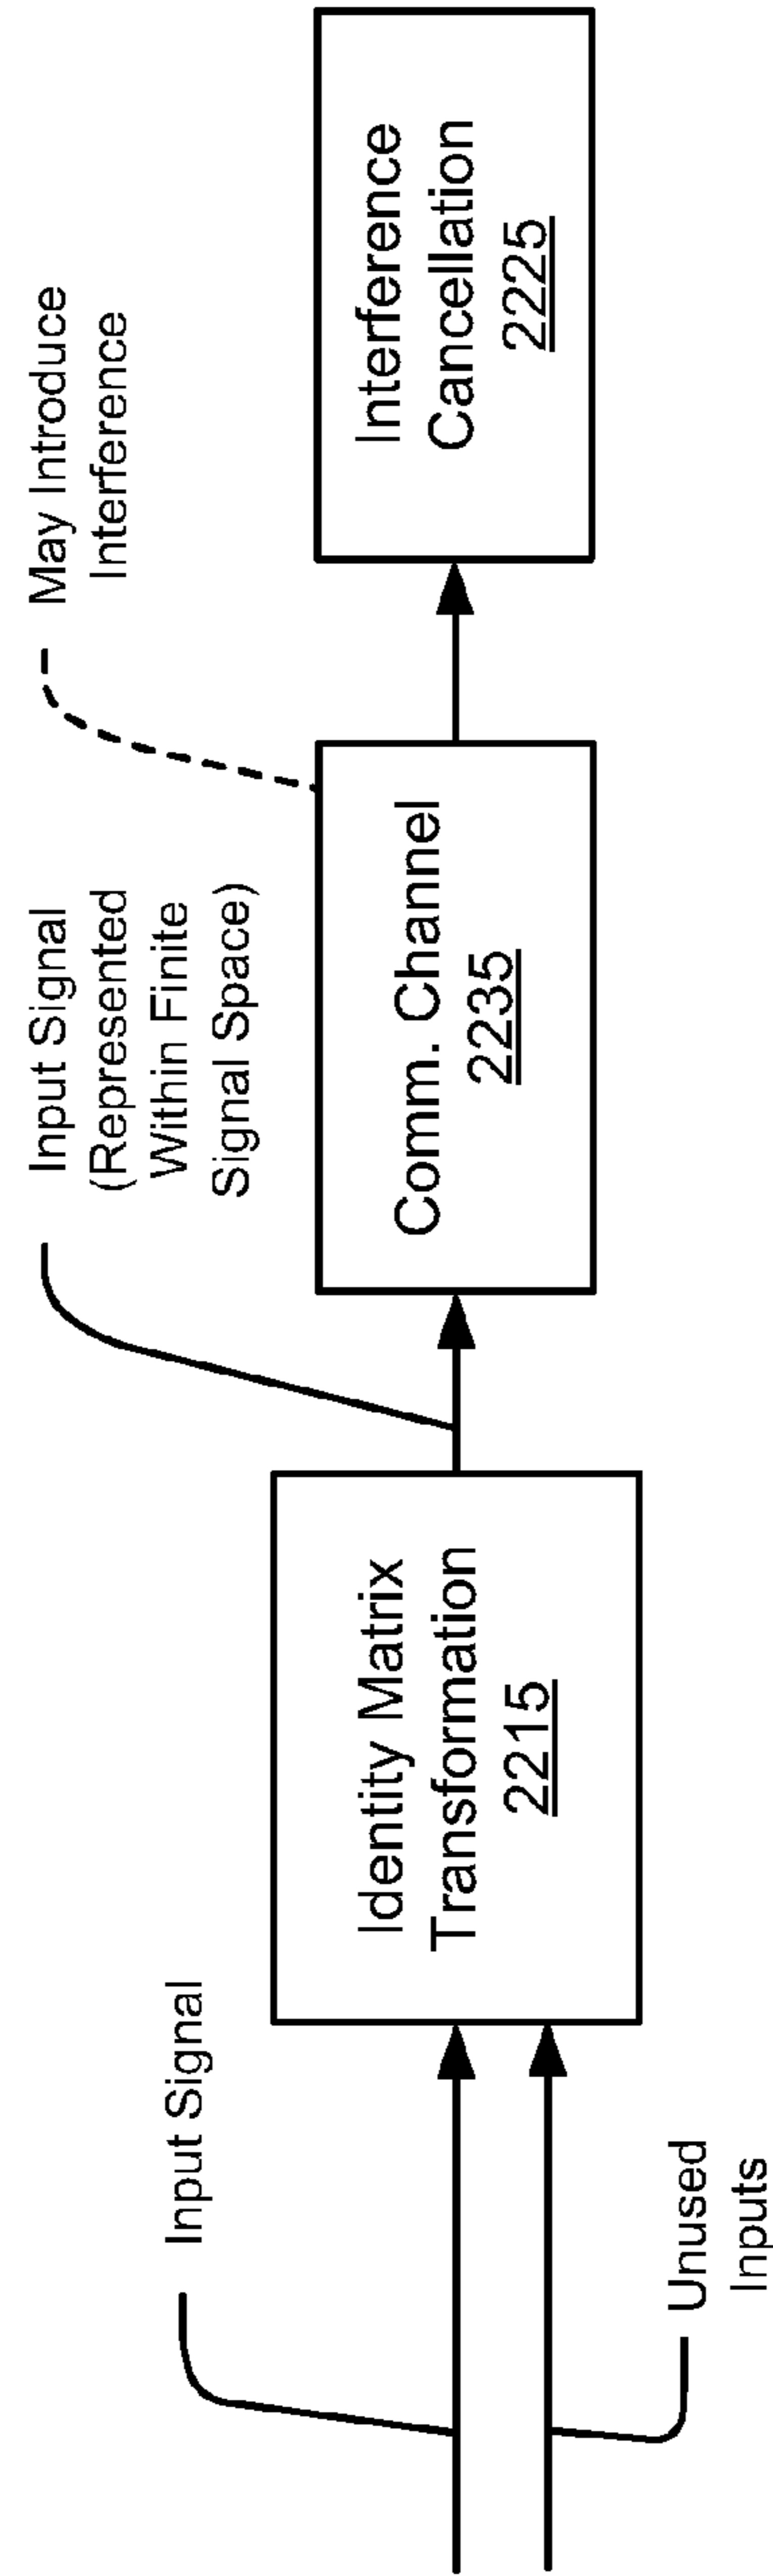 Input Signal
Unused
Inputs
Identity Matrix
Transformation
2215
Input Signal
(Represented
Within Finite
Signal Space)
Comm. Channel
2235
May Introduce
Interference
Interference
Cancellation
2225